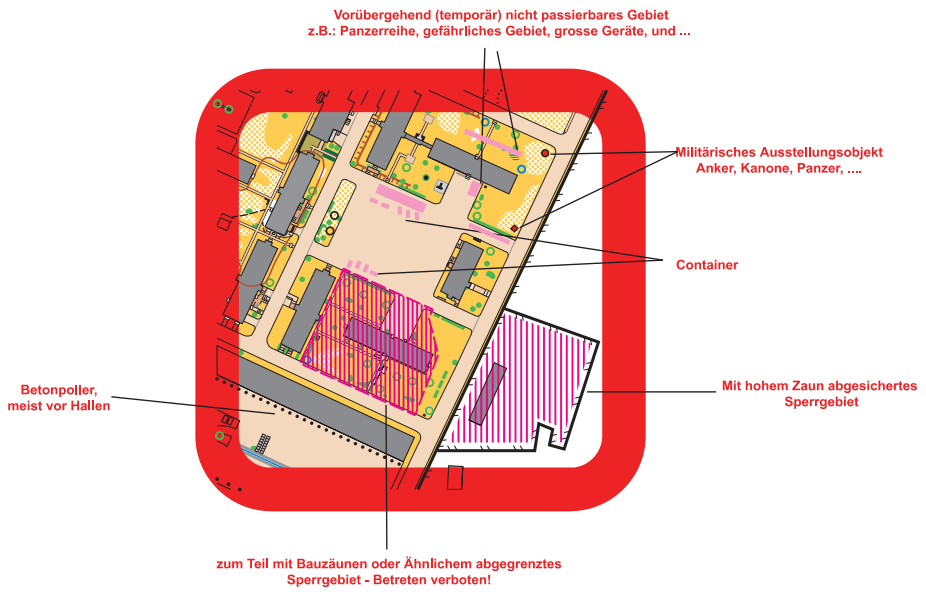 Vorübergehend (temporär) nicht passierbares Gebiet
z.B.: Panzerreihe, gefährliches Gebiet, grosse Geräte, und ...
Militärisches Ausstellungsobjekt
Anker, Kanone, Panzer, ....
Container
Betonpoller,
meist vor Hallen
Mit hohem Zaun abgesichertes
Sperrgebiet
zum Teil mit Bauzäunen oder Ähnlichem abgegrenztes
Sperrgebiet - Betreten verboten!